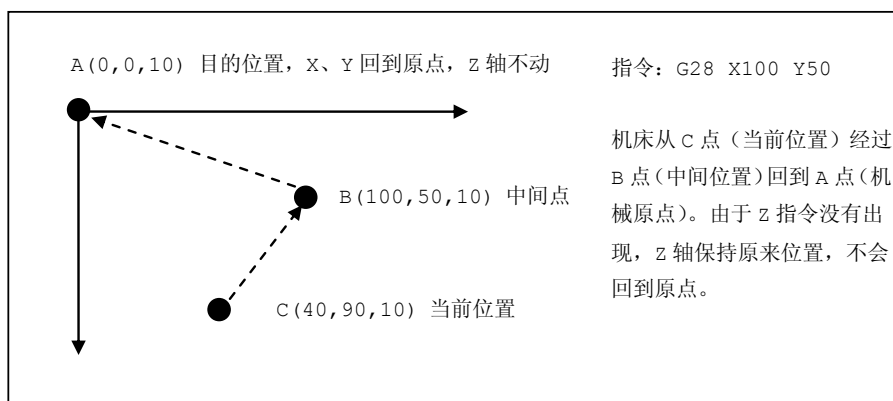 A(0,0,10) 目的位置，X、Y 回到原点，Z 轴不动
B(100,50,10) 中间点
C(40,90,10) 当前位置
指令：G28 X100 Y50
机床从 C 点（当前位置）经过
B 点（中间位置）回到 A 点（机
械原点）。由于 Z 指令没有出
现，Z 轴保持原来位置，不会
回到原点。